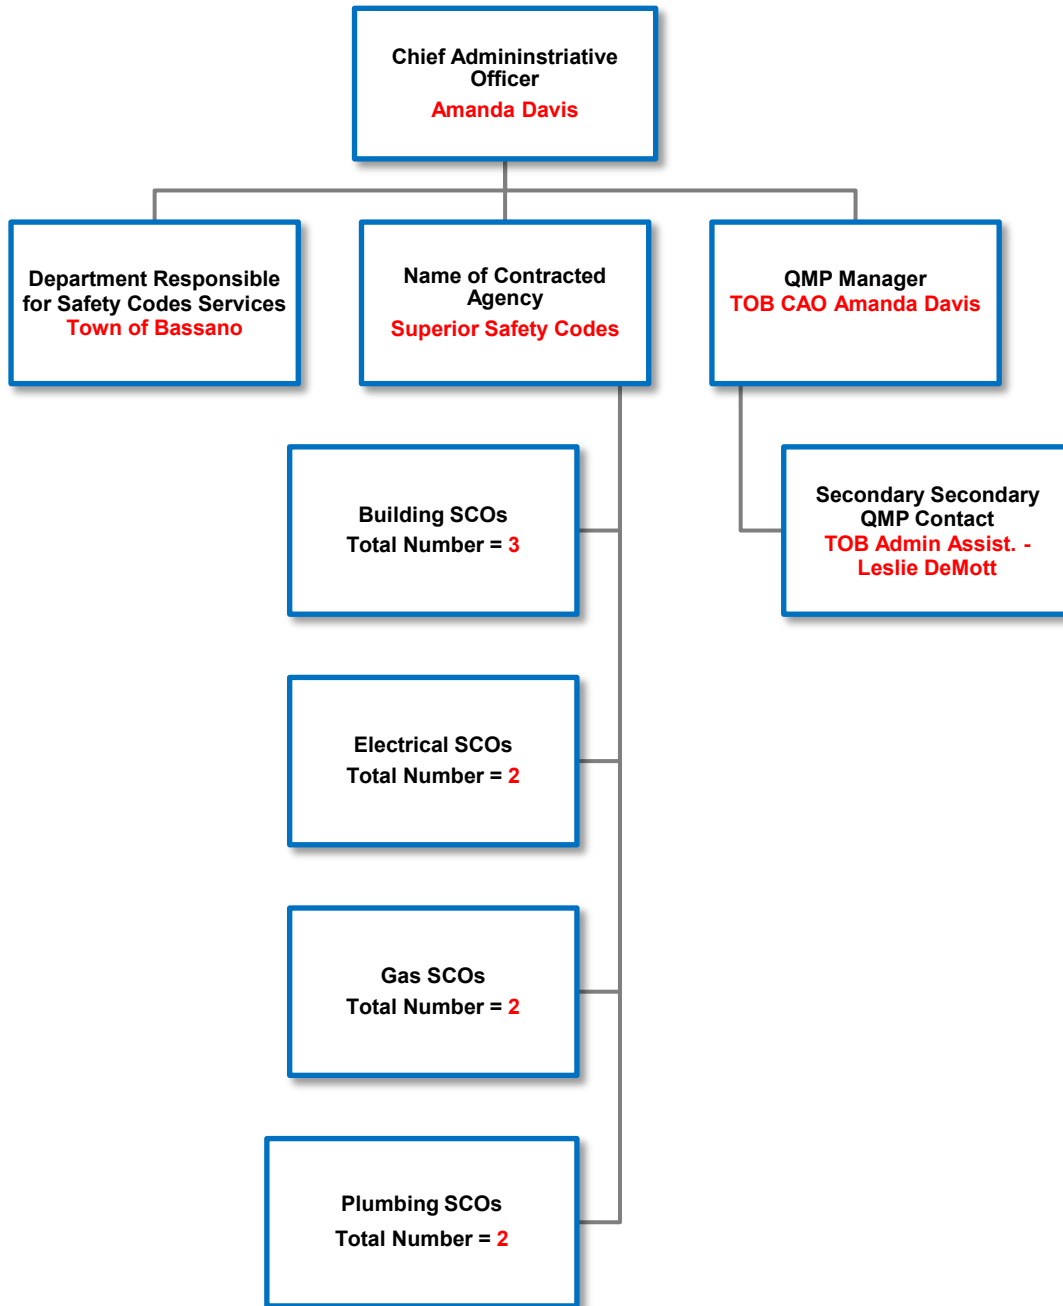 Chief Admininstriative
Officer
Amanda Davis
Department Responsible
for Safety Codes Services
Town of Bassano
Name of Contracted
Agency
Superior Safety Codes
QMP Manager
TOB CAO Amanda Davis
Secondary Secondary
QMP Contact
TOB Admin Assist. -
Leslie DeMott
Building SCOs
Total Number = 3
Electrical SCOs
Total Number = 2
Gas SCOs
Total Number = 2
Plumbing SCOs
Total Number = 2